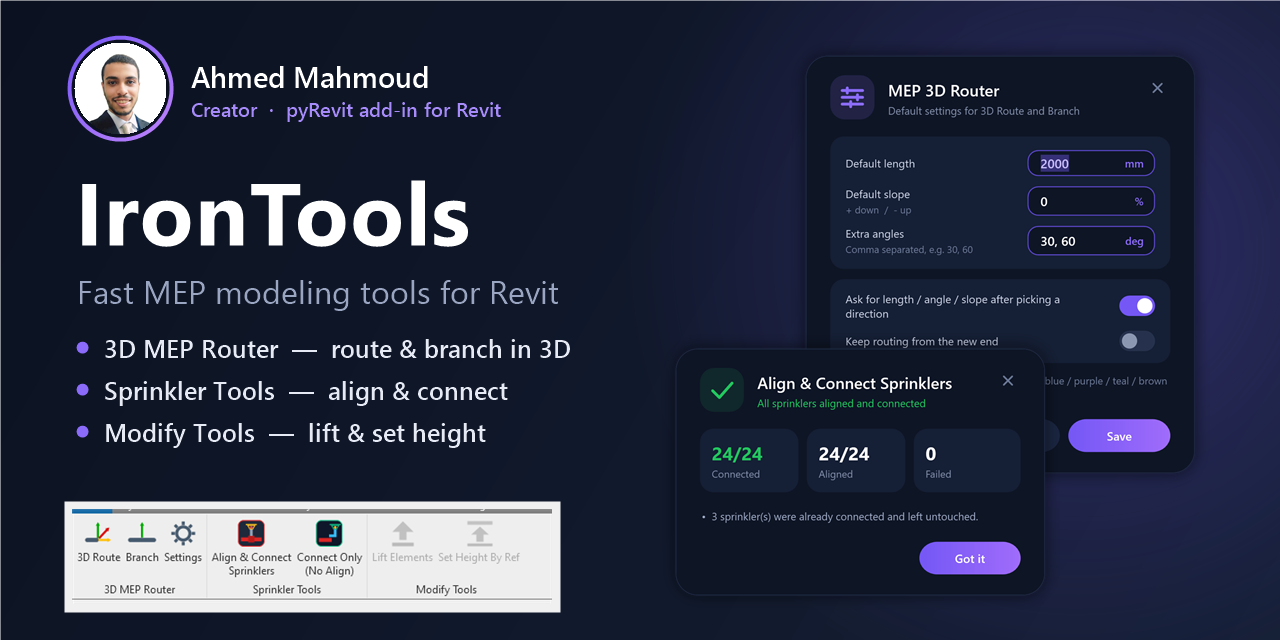 Ahmed Mahmoud
Creator · pyRevit add-in for Revit
IronTools
Fast MEP modeling tools for Revit
• 3D MEP Router — route & branch in 3D
• Sprinkler Tools — align & connect
• Modify Tools — lift & set height
3D Route Branch Settings
3D MEP Router
Align & Connect Sprinklers
Connect Only (No Align)
Sprinkler Tools
Lift Elements Set Height By Ref
Modify Tools
MEP 3D Router
Default settings for 3D Route and Branch
Default length 2000 mm
Default slope 0 %
+ down / - up
Extra angles 30, 60 deg
Comma separated, e.g. 30, 60
Ask for length / angle / slope after picking a
direction
Keep routing from the new end
blue / purple / teal / brown
Save
Align & Connect Sprinklers
All sprinklers aligned and connected
24/24 24/24 0
Connected Aligned Failed
• 3 sprinkler(s) were already connected and left untouched.
Got it